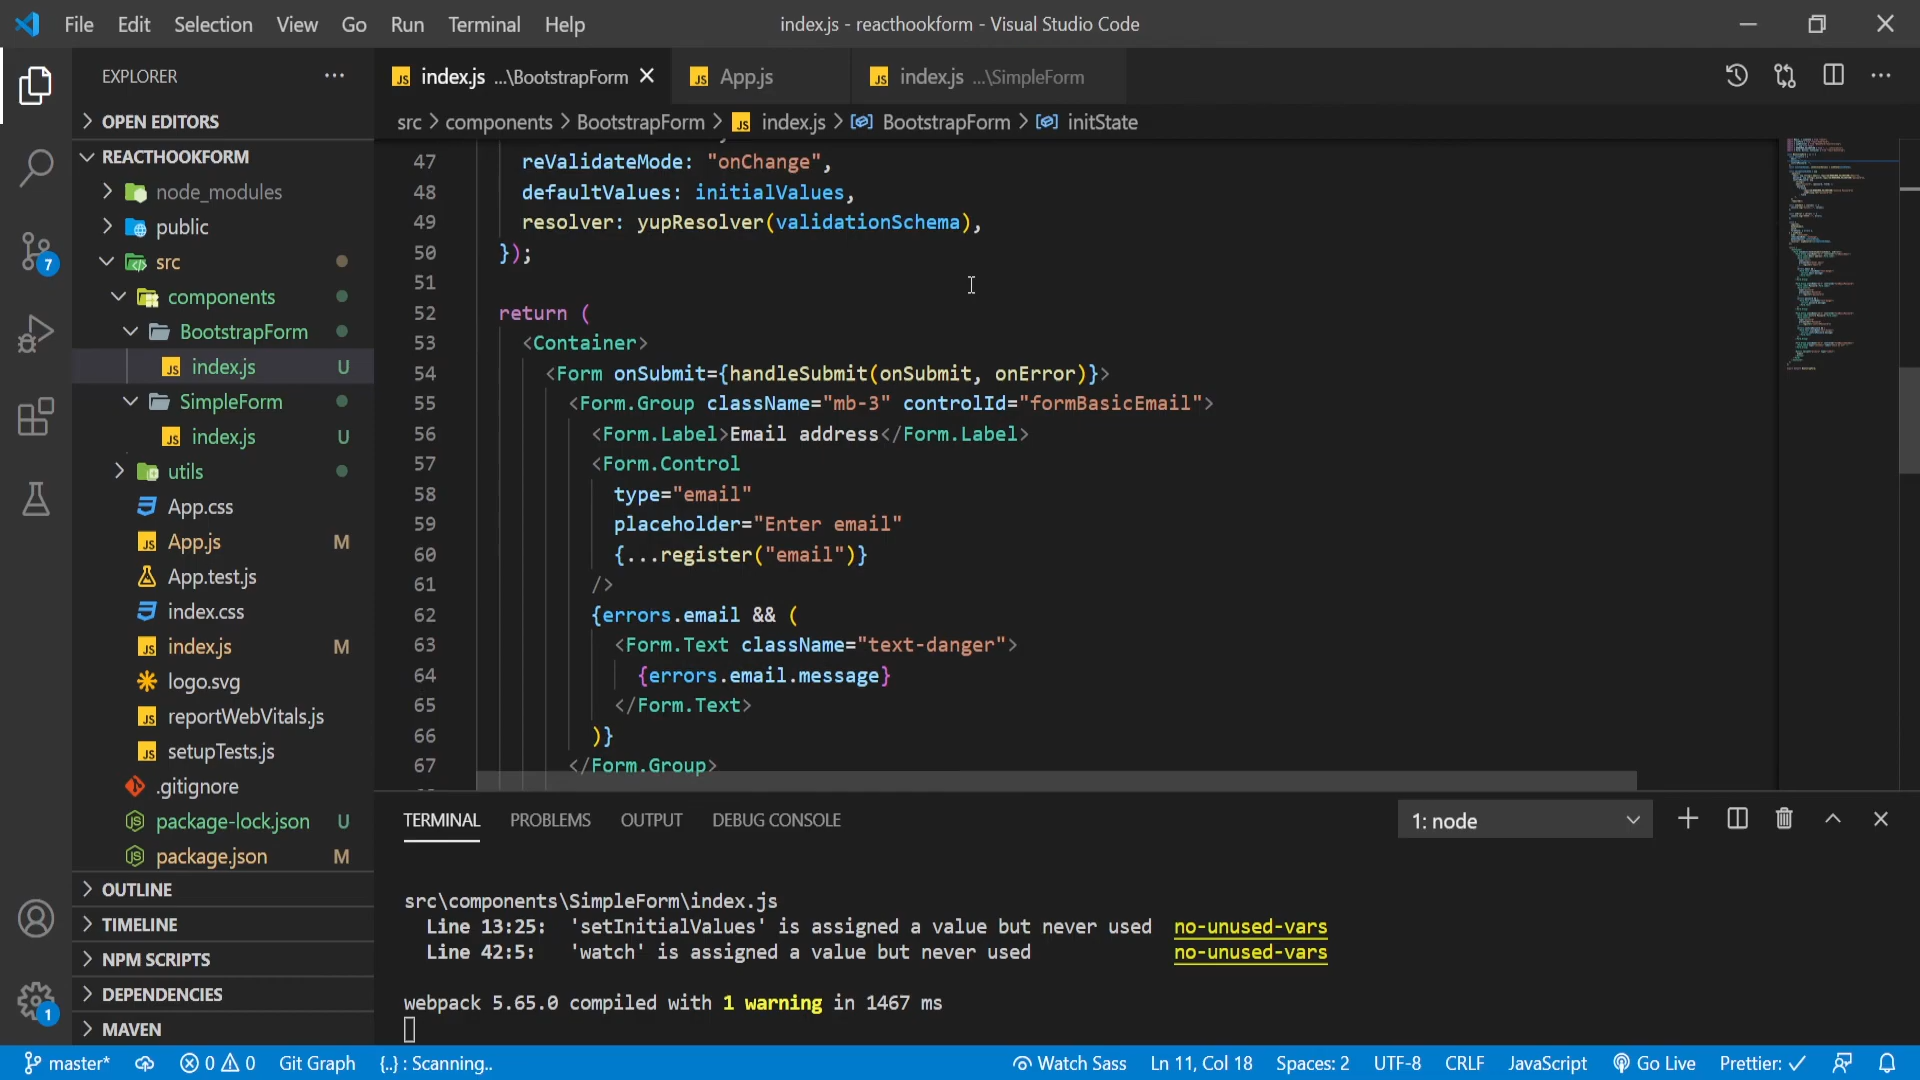 File Edit Selection View Go Run Terminal Help
index.js - reacthookform - Visual Studio Code
EXPLORER
OPEN EDITORS
REACTHOOKFORM
node_modules
public
src
components
BootstrapForm
index.js U
SimpleForm
index.js U
utils
App.css
App.js M
App.test.js
index.css
index.js M
logo.svg
reportWebVitals.js
setupTests.js
.gitignore
package-lock.json U
package.json M
OUTLINE
TIMELINE
NPM SCRIPTS
DEPENDENCIES
MAVEN
7
1
index.js ...\BootstrapForm App.js index.js ...\SimpleForm
src > components > BootstrapForm > index.js > BootstrapForm > initState
47 reValidateMode: "onChange",
48 defaultValues: initialValues,
49 resolver: yupResolver(validationSchema),
50 });
51
52 return (
53 <Container>
54 <Form onSubmit={handleSubmit(onSubmit, onError)}>
55 <Form.Group className="mb-3" controlId="formBasicEmail">
56 <Form.Label>Email address</Form.Label>
57 <Form.Control
58 type="email"
59 placeholder="Enter email"
60 {...register("email")}
61 />
62 {errors.email && (
63 <Form.Text className="text-danger">
64 {errors.email.message}
65 </Form.Text>
66 )}
67 </Form.Group>
TERMINAL PROBLEMS OUTPUT DEBUG CONSOLE
1: node
src\components\SimpleForm\index.js
Line 13:25: 'setInitialValues' is assigned a value but never used no-unused-vars
Line 42:5: 'watch' is assigned a value but never used no-unused-vars
webpack 5.65.0 compiled with 1 warning in 1467 ms
master* 0 0 Git Graph {..} : Scanning.. Watch Sass Ln 11, Col 18 Spaces: 2 UTF-8 CRLF JavaScript Go Live Prettier: ✓